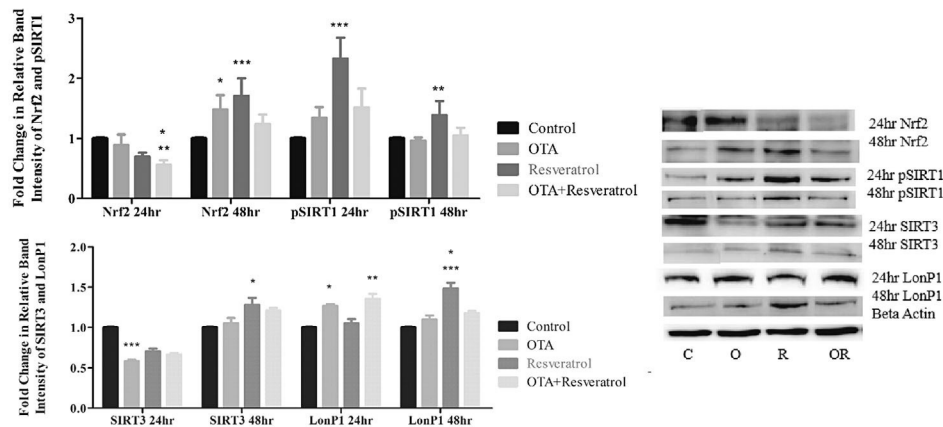 Fold Change in Relative Band
Intensity of Nrf2 and pSIRT1
3
2
1
0
*
**
*
***
***
**
Nrf2 24hr
Nrf2 48hr
pSIRT1 24hr
pSIRT1 48hr
Control
OTA
Resveratrol
OTA+Resveratrol
Fold Change in Relative Band
Intensity of SIRT3 and LonP1
2.0
1.5
1.0
0.5
0.0
***
*
*
**
*
***
SIRT3 24hr
SIRT3 48hr
LonP1 24hr
LonP1 48hr
Control
OTA
Resveratrol
OTA+Resveratrol
24hr Nrf2
48hr Nrf2
24hr pSIRT1
48hr pSIRT1
24hr SIRT3
48hr SIRT3
24hr LonP1
48hr LonP1
Beta Actin
C O R OR